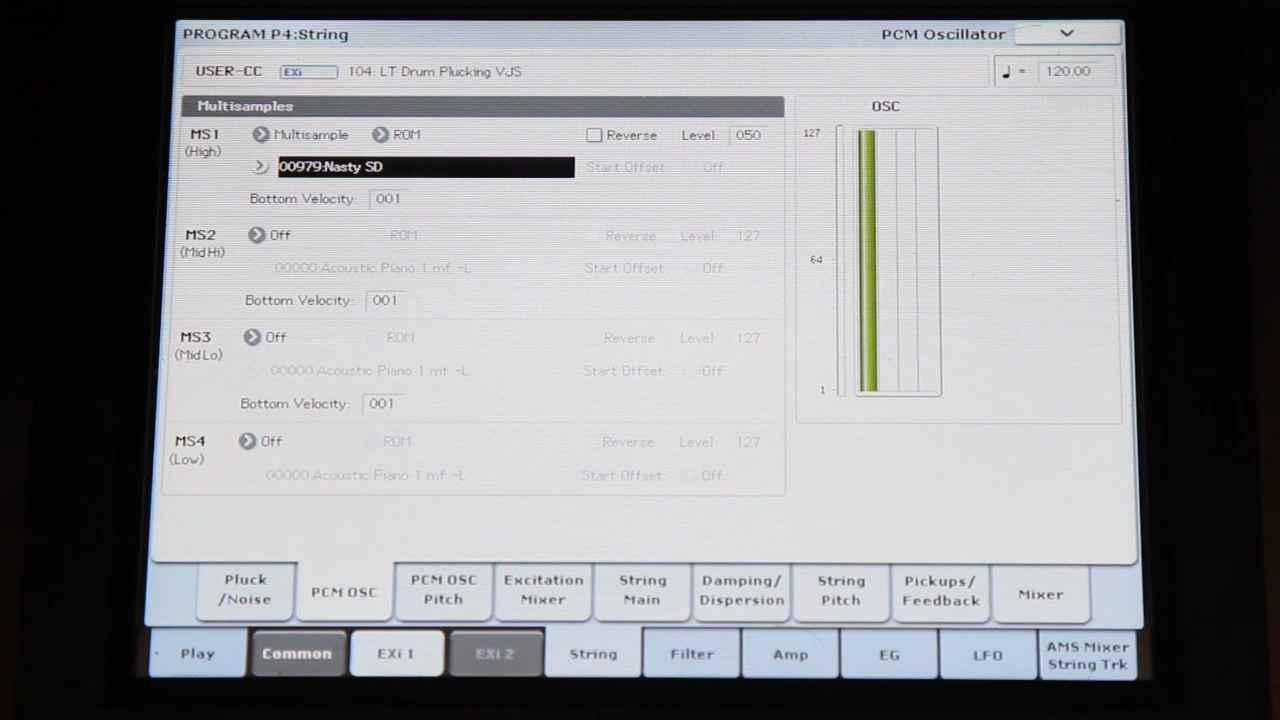 PROGRAM P4:String PCM Oscillator
USER-CC EXi 104: LT Drum Plucking VJS ♩ = 120.00
Multisamples OSC
MS1 Multisample ROM Reverse Level: 050 127
(High)
00979:Nasty SD Start Offset: Off
Bottom Velocity: 001
MS2 Off ROM Reverse Level: 127
(Mid Hi) 64
00000:Acoustic Piano 1 mf -L Start Offset: Off
Bottom Velocity: 001
MS3 Off ROM Reverse Level: 127
(Mid Lo)
00000:Acoustic Piano 1 mf -L Start Offset: Off
1
Bottom Velocity: 001
MS4 Off ROM Reverse Level: 127
(Low)
00000:Acoustic Piano 1 mf -L Start Offset: Off
Pluck /Noise PCM OSC PCM OSC Pitch Excitation Mixer String Main Damping/ Dispersion String Pitch Pickups/ Feedback Mixer
Play Common EXi 1 EXi 2 String Filter Amp EG LFO AMS Mixer String Trk